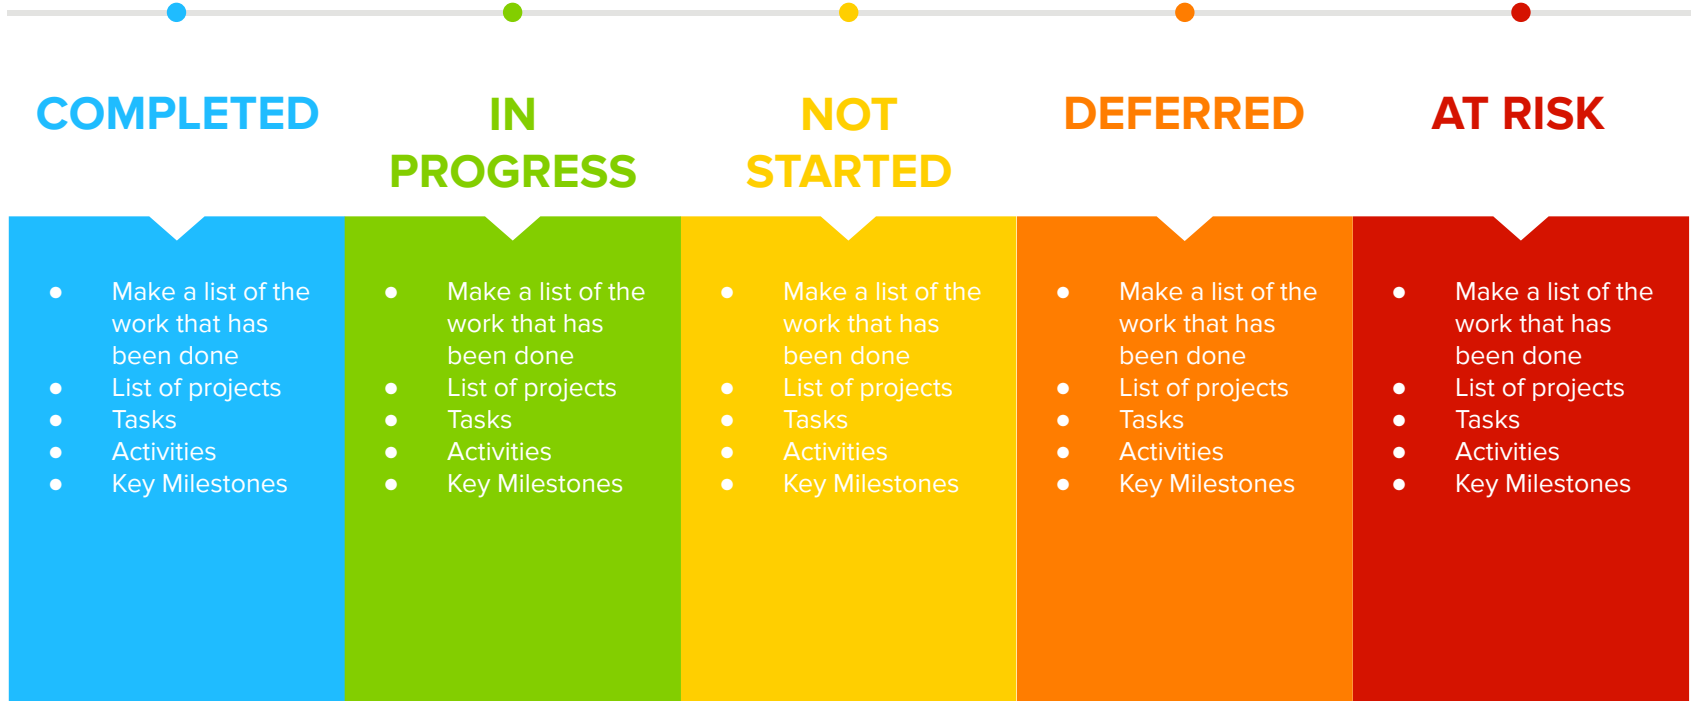 COMPLETED
IN
PROGRESS
NOT
STARTED
DEFERRED
AT RISK
● Make a list of the
work that has
been done
● List of projects
● Tasks
● Activities
● Key Milestones
● Make a list of the
work that has
been done
● List of projects
● Tasks
● Activities
● Key Milestones
● Make a list of the
work that has
been done
● List of projects
● Tasks
● Activities
● Key Milestones
● Make a list of the
work that has
been done
● List of projects
● Tasks
● Activities
● Key Milestones
● Make a list of the
work that has
been done
● List of projects
● Tasks
● Activities
● Key Milestones